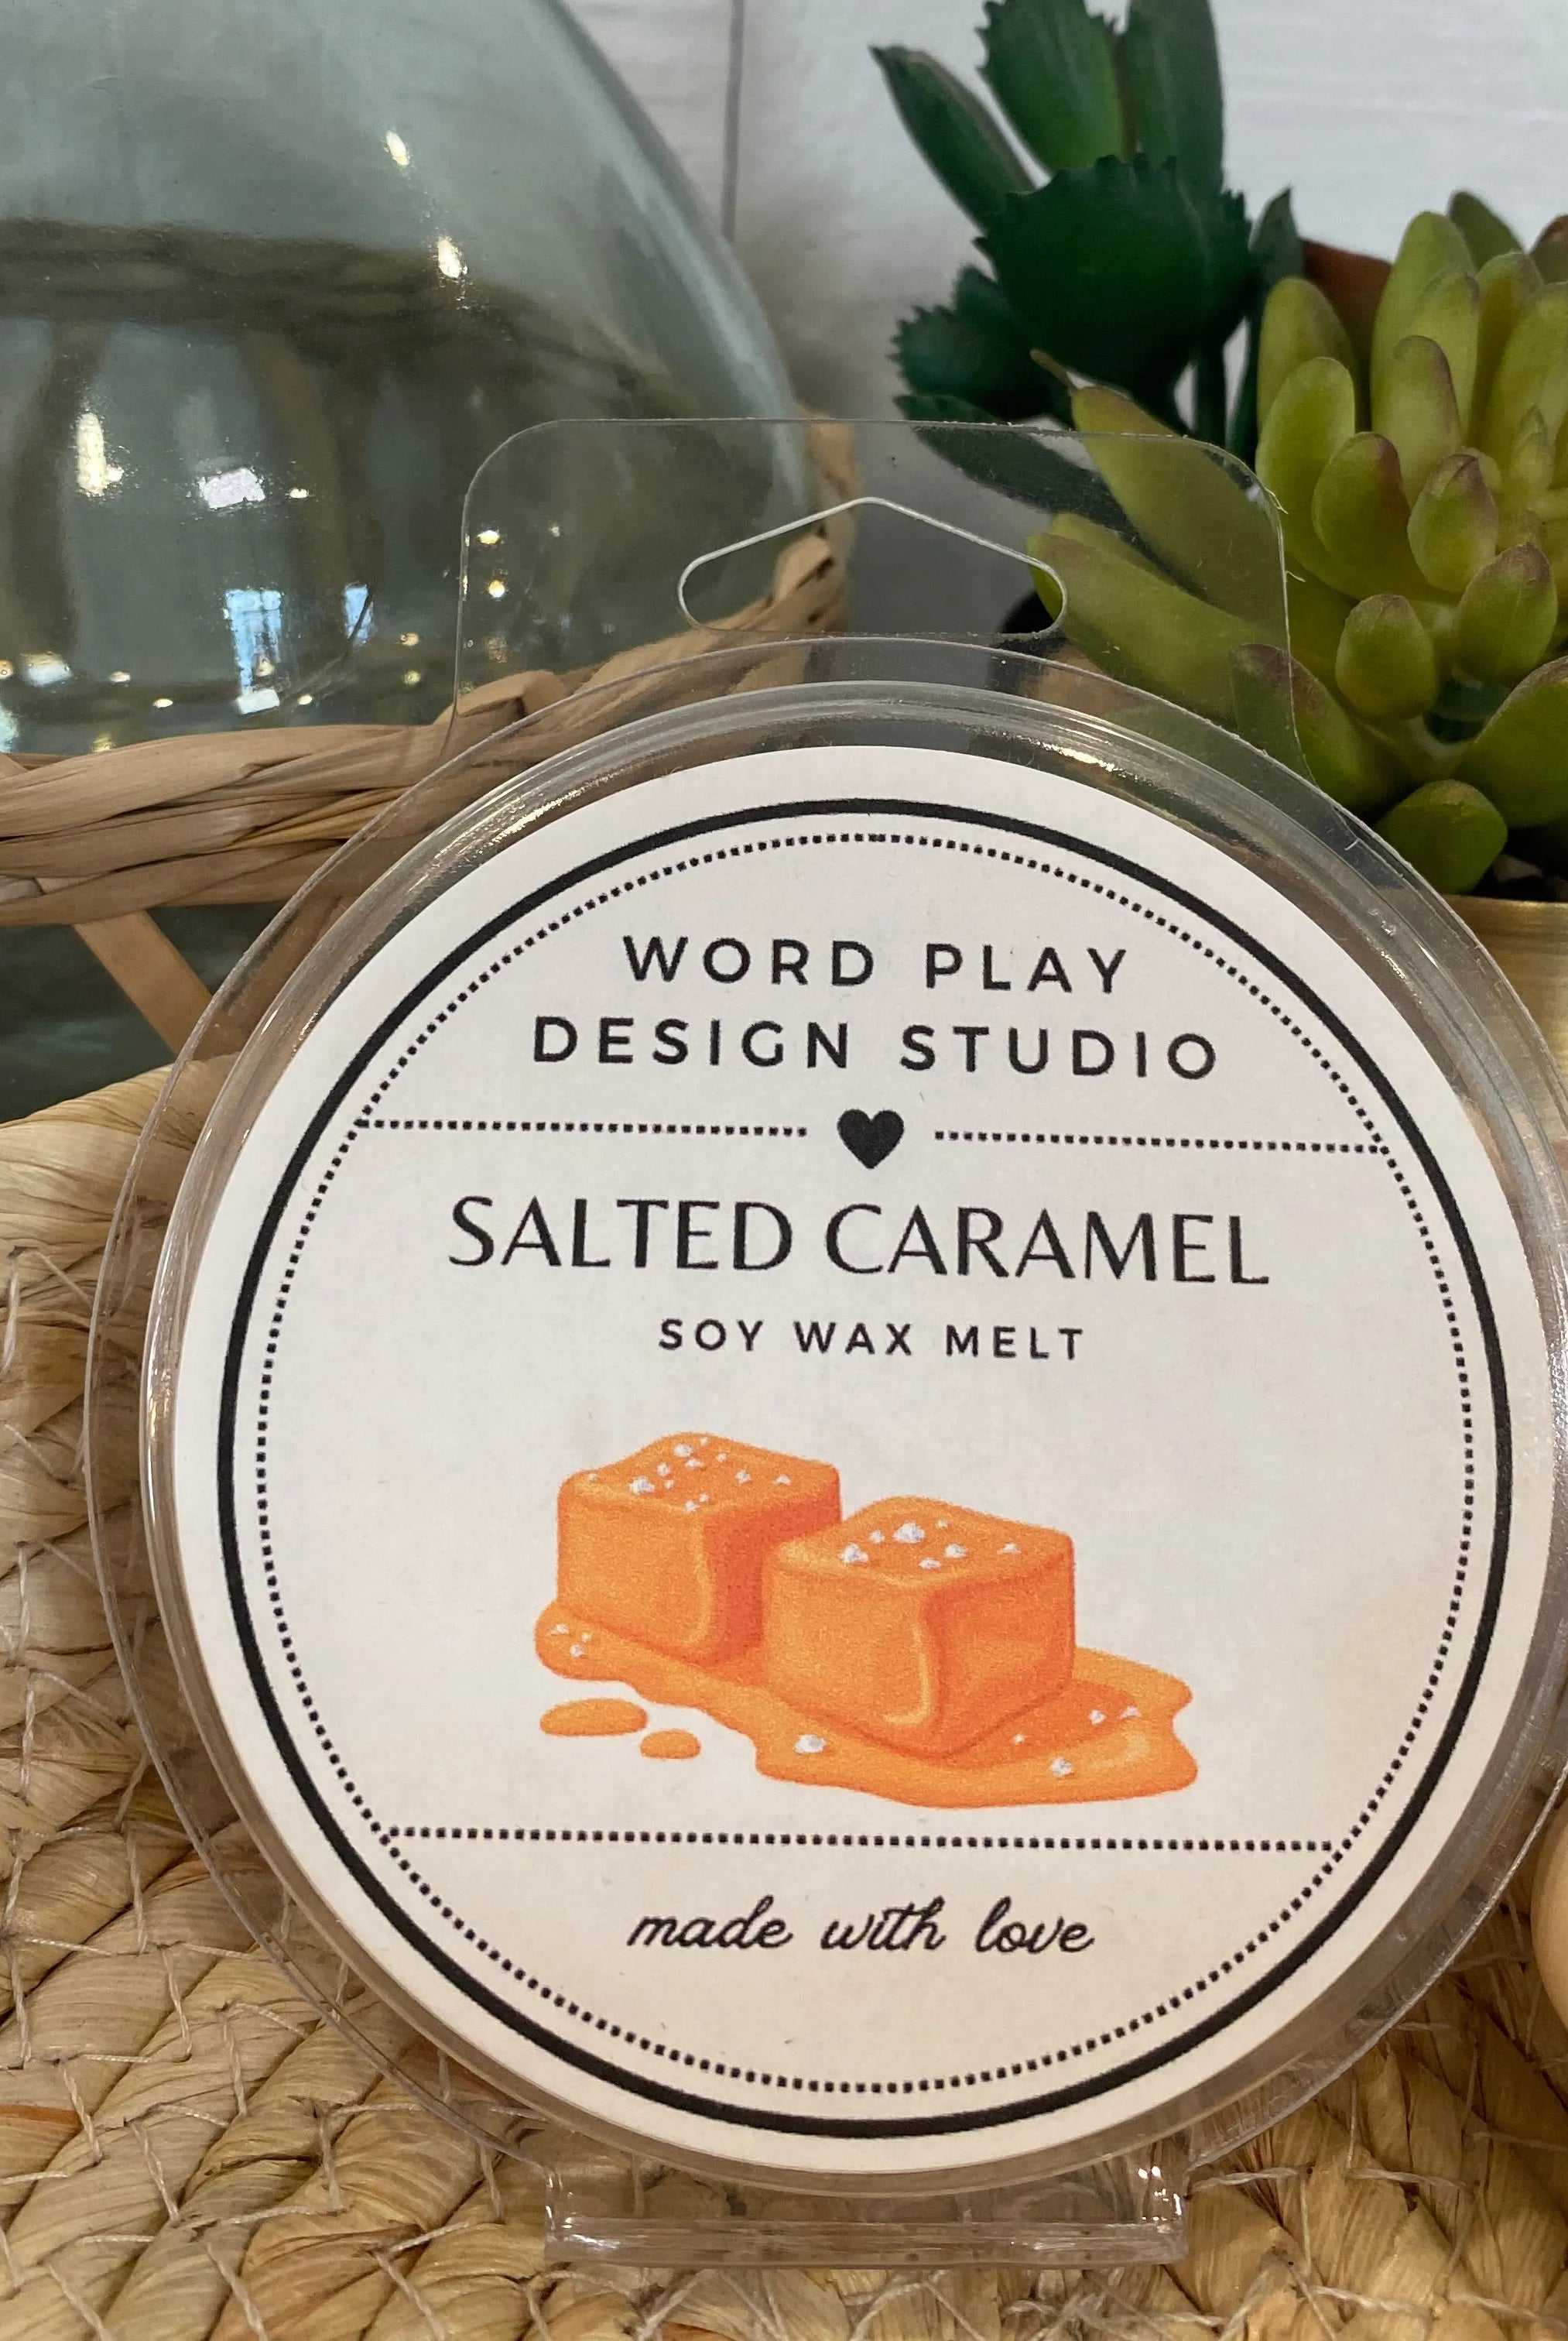 WORD PLAY
DESIGN STUDIO
SALTED CARAMEL
SOY WAX MELT
made with love